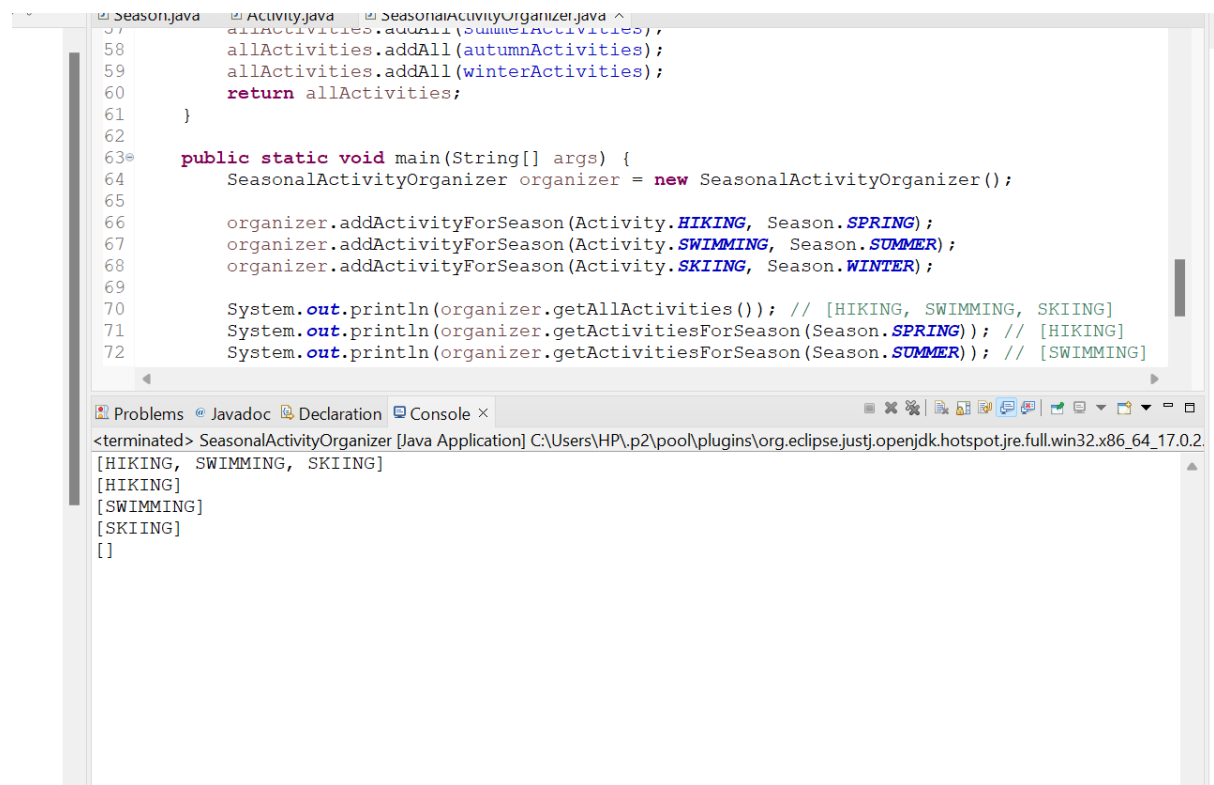 Season.java Activity.java SeasonalActivityOrganizer.java ×
57 allActivities.addAll(summerActivities);
58 allActivities.addAll(autumnActivities);
59 allActivities.addAll(winterActivities);
60 return allActivities;
61 }
62
63 public static void main(String[] args) {
64 SeasonalActivityOrganizer organizer = new SeasonalActivityOrganizer();
65
66 organizer.addActivityForSeason(Activity.HIKING, Season.SPRING);
67 organizer.addActivityForSeason(Activity.SWIMMING, Season.SUMMER);
68 organizer.addActivityForSeason(Activity.SKIING, Season.WINTER);
69
70 System.out.println(organizer.getAllActivities()); // [HIKING, SWIMMING, SKIING]
71 System.out.println(organizer.getActivitiesForSeason(Season.SPRING)); // [HIKING]
72 System.out.println(organizer.getActivitiesForSeason(Season.SUMMER)); // [SWIMMING]
Problems @ Javadoc Declaration Console ×
<terminated> SeasonalActivityOrganizer [Java Application] C:\Users\HP\.p2\pool\plugins\org.eclipse.justj.openjdk.hotspot.jre.full.win32.x86_64_17.0.2.
[HIKING, SWIMMING, SKIING]
[HIKING]
[SWIMMING]
[SKIING]
[]